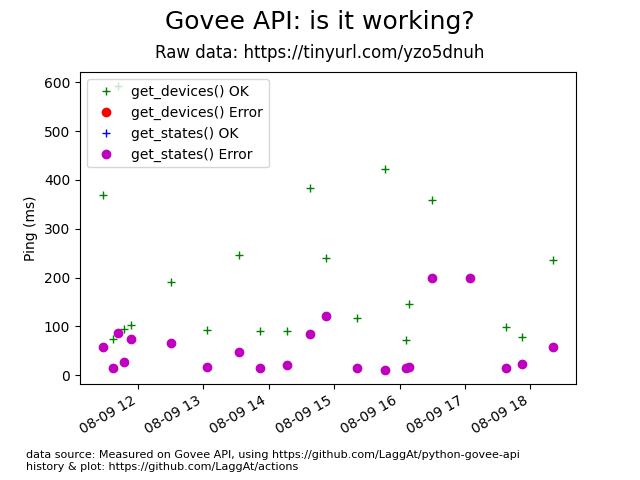 Govee API: is it working?
Raw data: https://tinyurl.com/yzo5dnuh
600
500
400
300
200
100
0
Ping (ms)
get_devices() OK
get_devices() Error
get_states() OK
get_states() Error
08-09 12
08-09 13
08-09 14
08-09 15
08-09 16
08-09 17
08-09 18
data source: Measured on Govee API, using https://github.com/LaggAt/python-govee-api
history & plot: https://github.com/LaggAt/actions